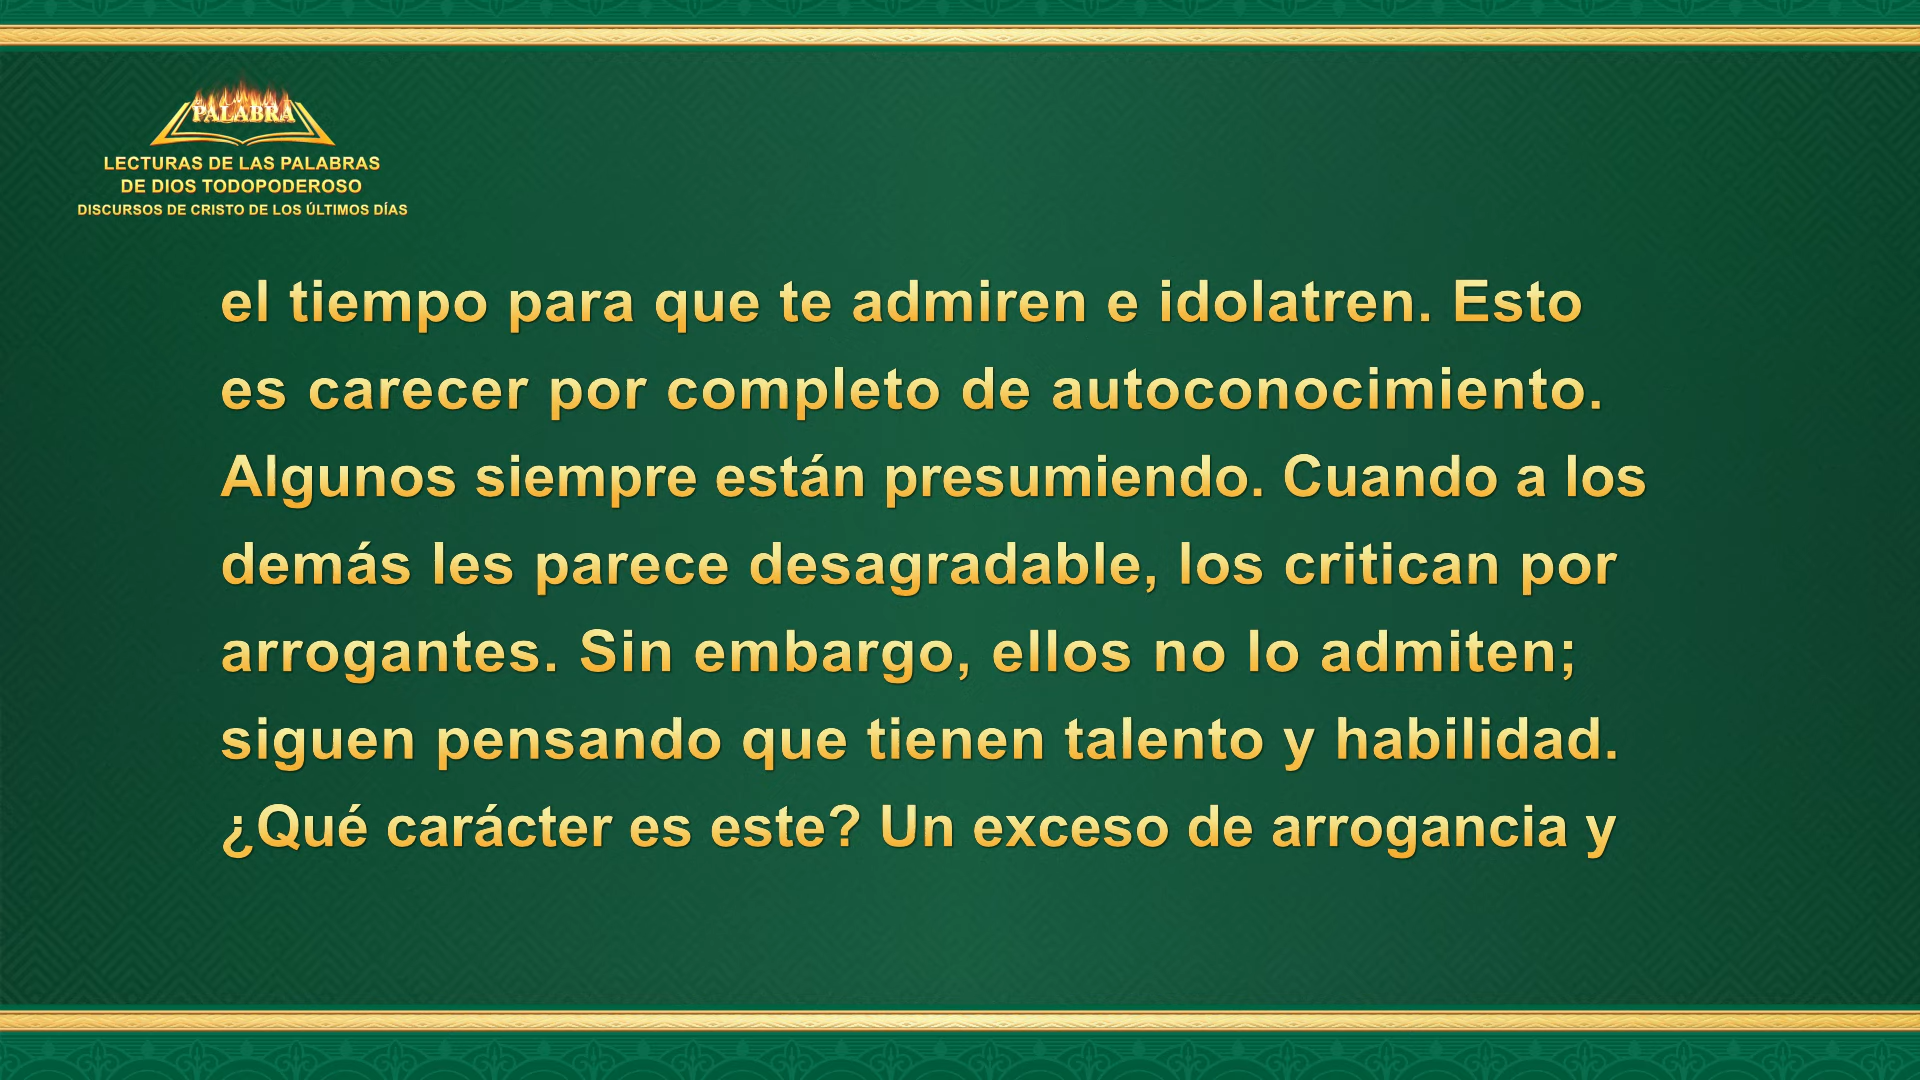 PALABRA
LECTURAS DE LAS PALABRAS
DE DIOS TODOPODEROSO
DISCURSOS DE CRISTO DE LOS ÚLTIMOS DÍAS
el tiempo para que te admiren e idolatren. Esto
es carecer por completo de autoconocimiento.
Algunos siempre están presumiendo. Cuando a los
demás les parece desagradable, los critican por
arrogantes. Sin embargo, ellos no lo admiten;
siguen pensando que tienen talento y habilidad.
¿Qué carácter es este? Un exceso de arrogancia y